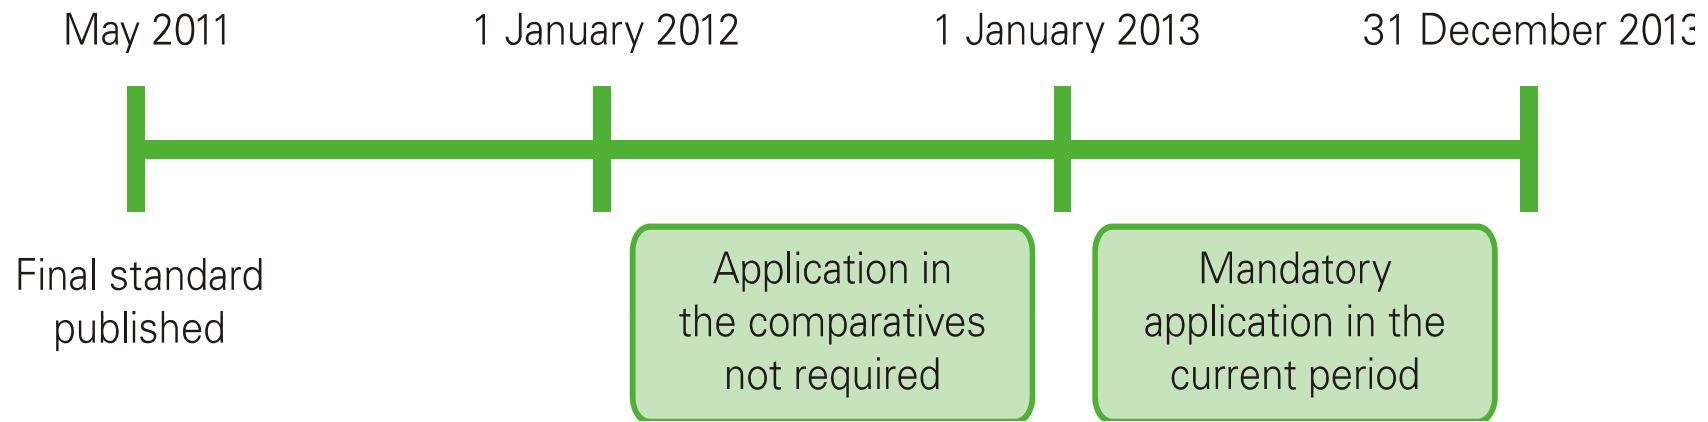 May 2011
1 January 2012
1 January 2013
31 December 2013
Final standard
published
Application in
the comparatives
not required
Mandatory
application in the
current period